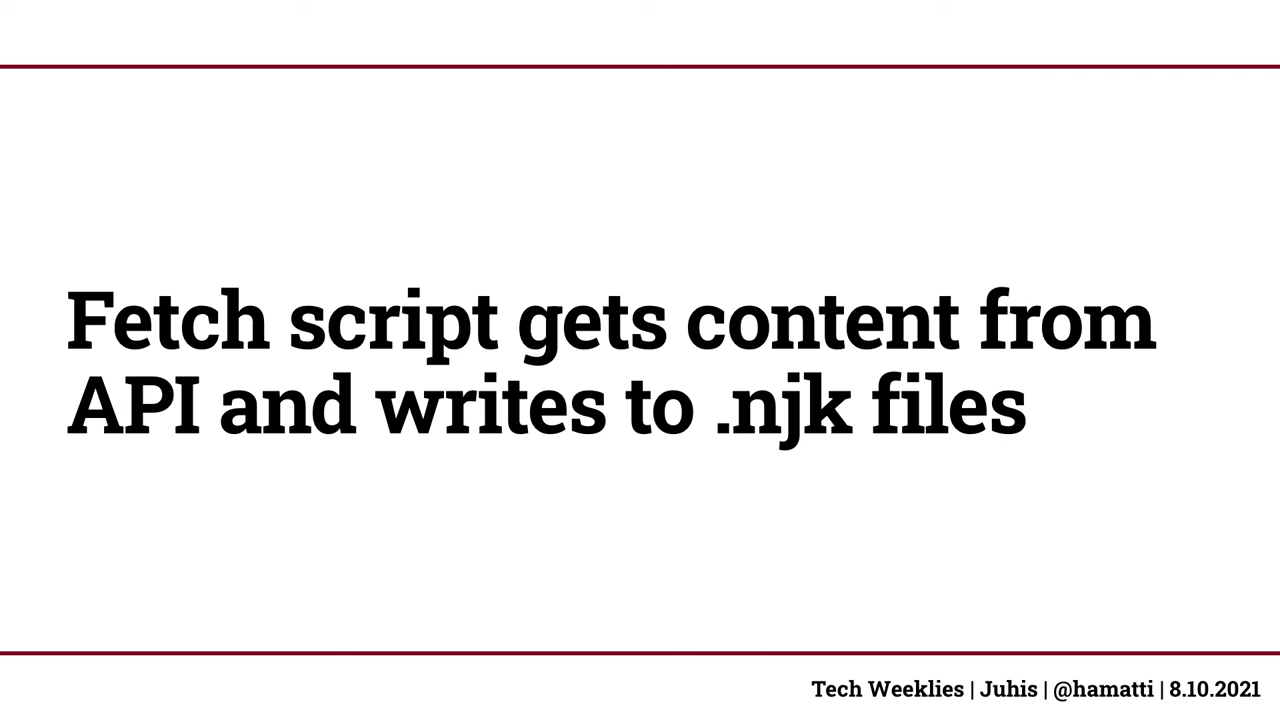 Fetch script gets content from
API and writes to .njk files
Tech Weeklies | Juhis | @hamatti | 8.10.2021